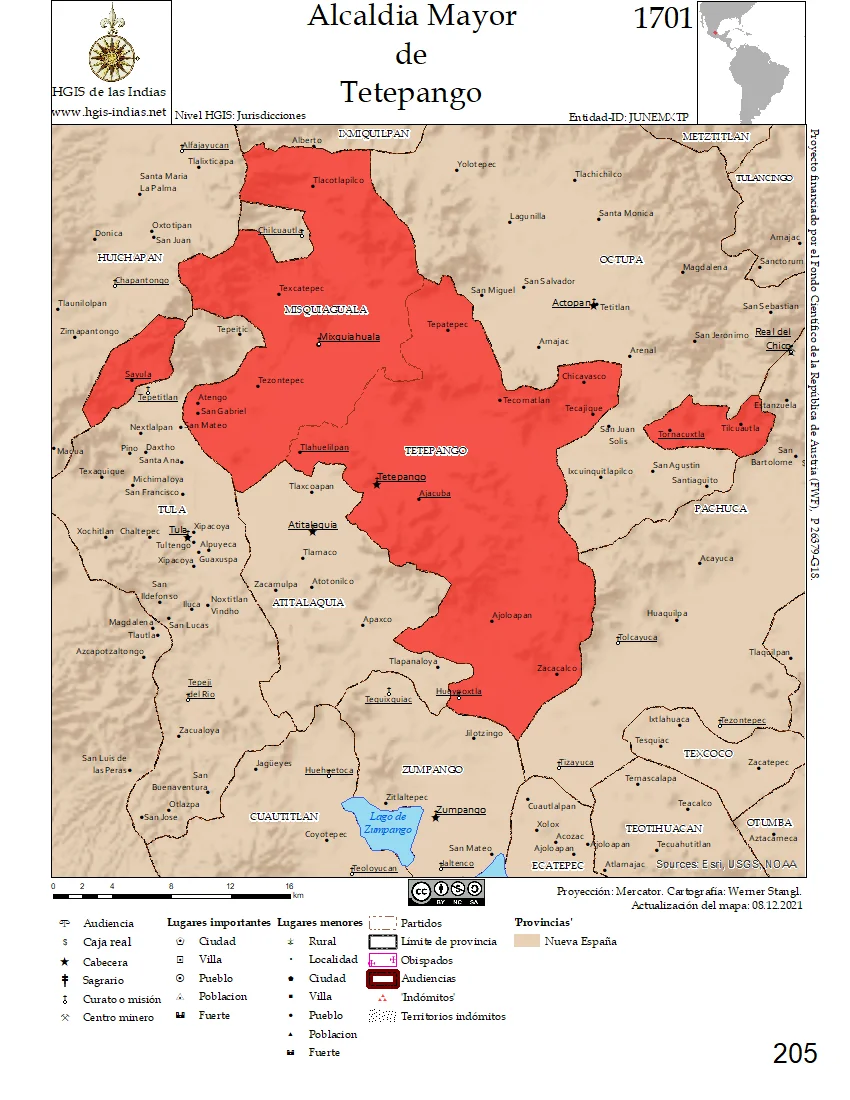 Alcaldia Mayor
de
Tetepango
1701
HGIS de las Indias
www.hgis-indias.net
Nivel HGIS: Jurisdicciones
Entidad-ID: JUNEMXTP
Proyecto financiado por el Fondo Científico de la República de Austria (FWF), P 26379-G18.
INMIQUILPAN
METZTITLAN
Alfajayucan
Alberto
Tlalixticapa
Yolotepec
Santa Maria
La Palma
Tlacotlapilco
Tlachichilco
TULANCINGO
Lagunilla
Santa Monica
Donica
Oxtotipan
San Juan
Chilcuautla
Amajac
HUICHAPAN
OCTUPA
Sanctorum
Magdalena
Chapantongo
Texcatepec
San Miguel
San Salvador
Tlaunilolpan
MISQUIAGUALA
Actopan
Tetitlan
San Sebastian
Zimapantongo
Tepeitic
Tepatepec
Mixquiahuala
Amajac
San Jerónimo
Real del
Chico
Arenal
Sayula
Tezontepec
Chicavasco
Tepetitlan
Atengo
San Gabriel
Tecomatlan
Tecajique
Estanzuela
Nextlalpan
San Mateo
San Juan
Solis
Tornacuxtla
Tilcuautla
Macua
Pino
Daxtho
Tlahuelilpan
TETEPANGO
Santa Ana
San
Bartolome
Texaquique
Michimaloya
San Francisco
Tlaxcoapan
Tetepango
Ajacuba
Ixcuinquitlapilco
San Agustin
Santiaguito
TULA
PACHUCA
Xochitlan
Chaltepec
Tula
Xipacoya
Atitalaquia
Tultengo
Alpuyeca
Xipacoya
Guaxuspa
Tlamaco
Acayuca
San
Ildefonso
Zacamulpa
Atotonilco
Iluca
Noxtitlan
Vindho
ATITALAQUIA
Magdalena
San Lucas
Tlautla
Apaxco
Ajoloapan
Huaquilpa
Tolcayuca
Azcapotzaltongo
Tlapanaloya
Zacacalco
Tlaquilpan
Tepeji
del Rio
Tequixquiac
Hueypoxtla
Zacualoya
Jilotzingo
Ixtlahuaca
Tezontepec
Tesquiac
TEXCOCO
San Luis de
las Peras
Jagüeyes
Huehuetoca
ZUMPANGO
Tizayuca
Zacatepec
San
Buenaventura
Temascalapa
Otlazpa
San Jose
CUAUTITLAN
Zitlaltepec
Lago de
Zumpango
Zumpango
Cuautlalpan
Teacalco
Xolox
TEOTIHUACAN
OTUMBA
Coyotepec
Acozac
Ajoloapan
Ajoloapan
Tecuahutitlan
Aztacameca
San Mateo
Teoloyucan
Jaltenco
ECATEPEC
Atlamajac
Sources: Esri, USGS, NOAA
0 2 4 8 12 16 km
CC BY NC SA
Proyección: Mercator. Cartografía: Werner Stangl.
Actualización del mapa: 08.12.2021
Audiencia
Caja real
Cabecera
Sagrario
Curato o misión
Centro minero
Lugares importantes
Ciudad
Villa
Pueblo
Poblacion
Fuerte
Lugares menores
Rural
Localidad
Ciudad
Villa
Pueblo
Poblacion
Fuerte
Partidos
Límite de provincia
Obispados
Audiencias
'Indómitos'
Territorios indómitos
'Provincias'
Nueva España
205